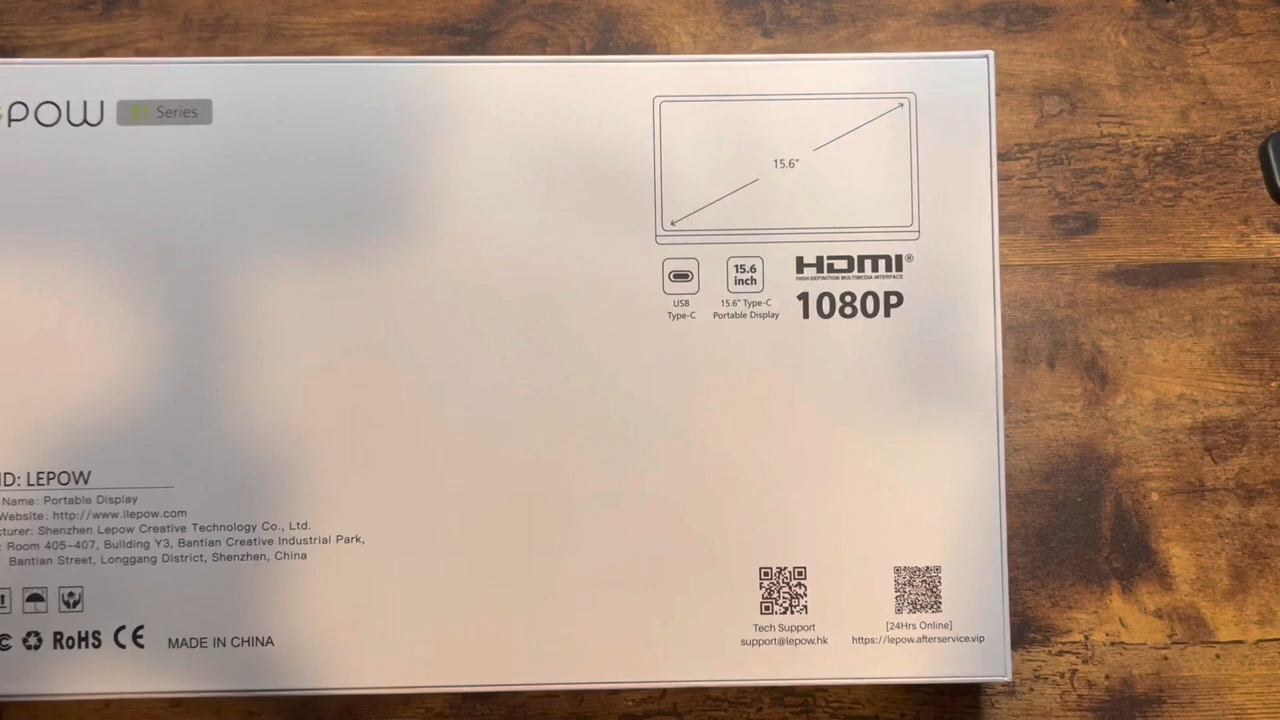 POW Series
15.6"
HDMI®
HIGH-DEFINITION MULTIMEDIA INTERFACE
15.6
inch
USB
Type-C
15.6" Type-C
Portable Display
1080P
ID: LEPOW
Name: Portable Display
Website: http://www.ilepow.com
cturer: Shenzhen Lepow Creative Technology Co., Ltd.
: Room 405-407, Building Y3, Bantian Creative Industrial Park,
Bantian Street, Longgang District, Shenzhen, China
RoHS CE MADE IN CHINA
Tech Support
support@lepow.hk
[24Hrs Online]
https://lepow.afterservice.vip